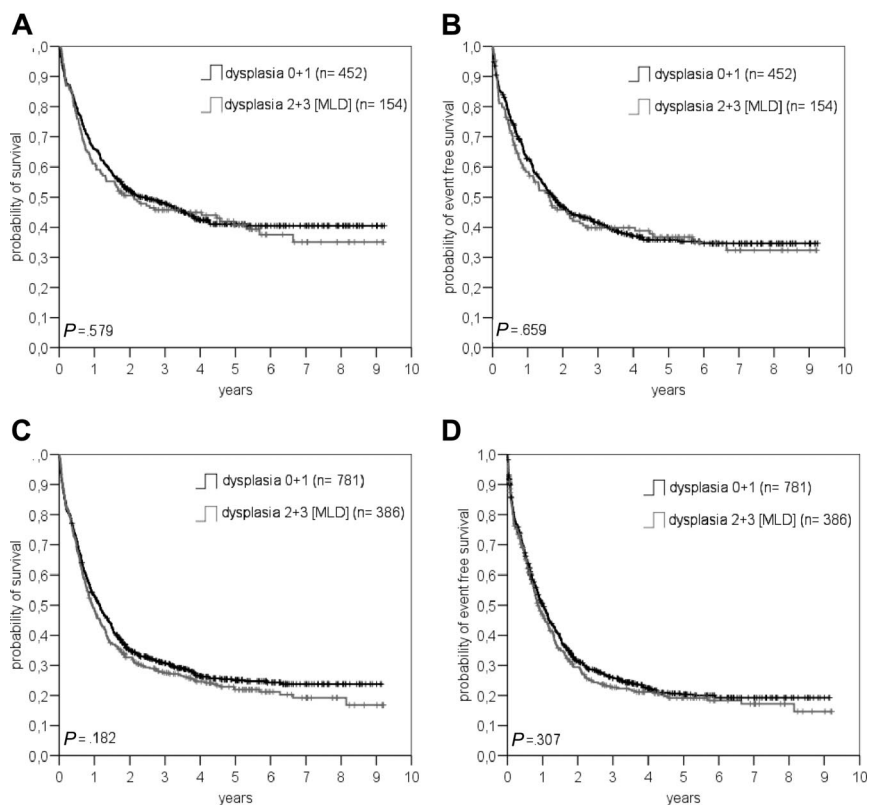 A
probability of survival
1,0
0,9
0,8
0,7
0,6
0,5
0,4
0,3
0,2
0,1
0,0
dysplasia 0+1 (n= 452)
dysplasia 2+3 [MLD] (n= 154)
P=.579
0 1 2 3 4 5 6 7 8 9 10
years
B
probability of event free survival
1,0
0,9
0,8
0,7
0,6
0,5
0,4
0,3
0,2
0,1
0,0
dysplasia 0+1 (n= 452)
dysplasia 2+3 [MLD] (n= 154)
P=.659
0 1 2 3 4 5 6 7 8 9 10
years
C
probability of survival
1,0
0,9
0,8
0,7
0,6
0,5
0,4
0,3
0,2
0,1
0,0
dysplasia 0+1 (n= 781)
dysplasia 2+3 [MLD] (n= 386)
P=.182
0 1 2 3 4 5 6 7 8 9 10
years
D
probability of event free survival
1,0
0,9
0,8
0,7
0,6
0,5
0,4
0,3
0,2
0,1
0,0
dysplasia 0+1 (n= 781)
dysplasia 2+3 [MLD] (n= 386)
P=.307
0 1 2 3 4 5 6 7 8 9 10
years